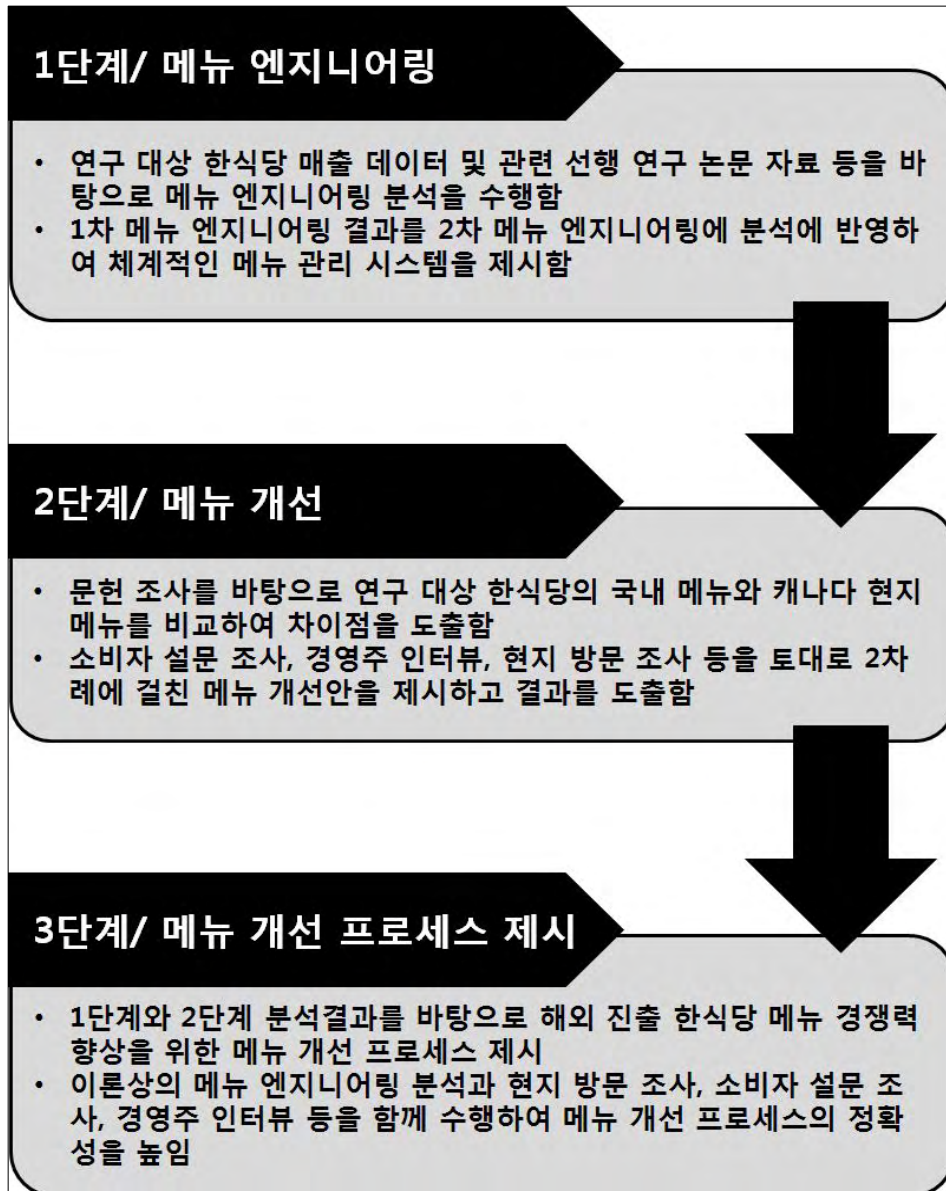 1단계/ 메뉴 엔지니어링
• 연구 대상 한식당 매출 데이터 및 관련 선행 연구 논문 자료 등을 바
탕으로 메뉴 엔지니어링 분석을 수행함
• 1차 메뉴 엔지니어링 결과를 2차 메뉴 엔지니어링에 분석에 반영하
여 체계적인 메뉴 관리 시스템을 제시함
2단계/ 메뉴 개선
• 문헌 조사를 바탕으로 연구 대상 한식당의 국내 메뉴와 캐나다 현지
메뉴를 비교하여 차이점을 도출함
• 소비자 설문 조사, 경영주 인터뷰, 현지 방문 조사 등을 토대로 2차
례에 걸친 메뉴 개선안을 제시하고 결과를 도출함
3단계/ 메뉴 개선 프로세스 제시
• 1단계와 2단계 분석결과를 바탕으로 해외 진출 한식당 메뉴 경쟁력
향상을 위한 메뉴 개선 프로세스 제시
• 이론상의 메뉴 엔지니어링 분석과 현지 방문 조사, 소비자 설문 조
사, 경영주 인터뷰 등을 함께 수행하여 메뉴 개선 프로세스의 정확
성을 높임